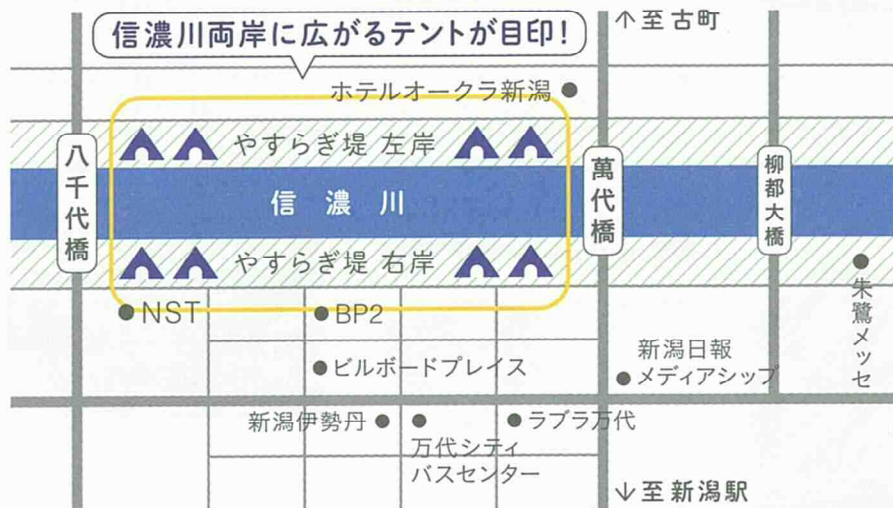 信濃川両岸に広がるテントが目印！
↑至古町
ホテルオークラ新潟
八千代橋
やすらぎ堤 左岸
萬代橋
柳都大橋
信濃川
やすらぎ堤 右岸
朱鷺メッセ
NST
BP2
ビルボードプレイス
新潟日報
メディアシップ
新潟伊勢丹
万代シテイ
バスセンター
ラブラ万代
↓至新潟駅